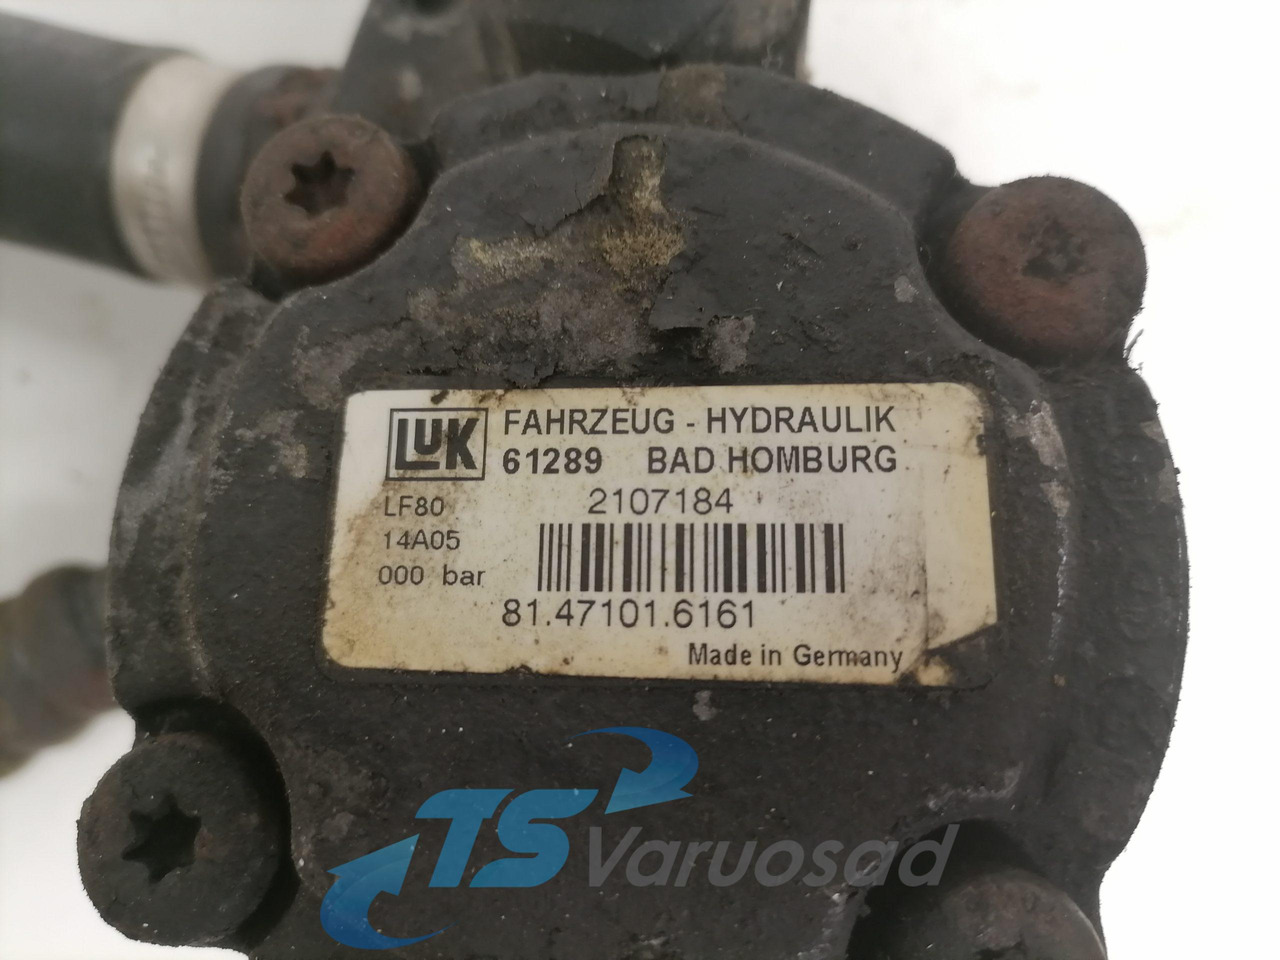 LUK
FAHRZEUG - HYDRAULIK
61289 BAD HOMBURG
LF80 2107184
14A05
000 bar
81.47101.6161
Made in Germany
TS Varuosad